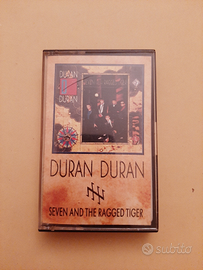 DURAN
DURAN
DURAN DURAN
SEVEN AND THE RAGGED TIGER
subito